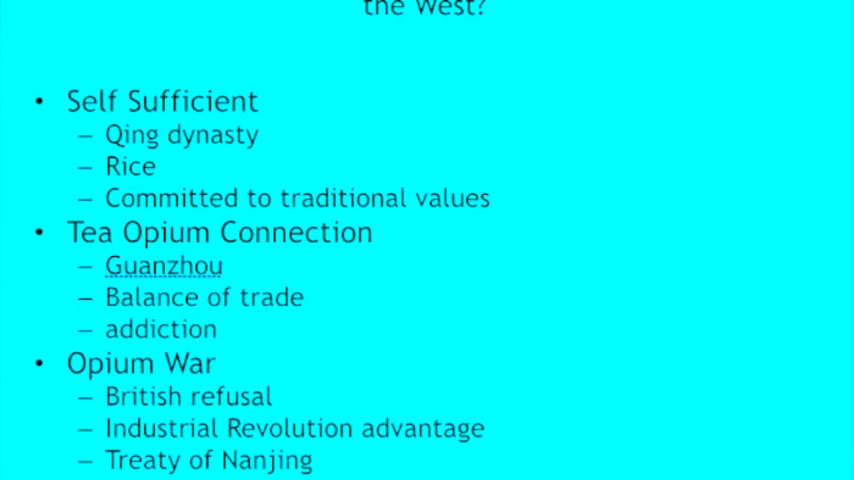 the West?
• Self Sufficient
– Qing dynasty
– Rice
– Committed to traditional values
• Tea Opium Connection
– Guanzhou
– Balance of trade
– addiction
• Opium War
– British refusal
– Industrial Revolution advantage
– Treaty of Nanjing